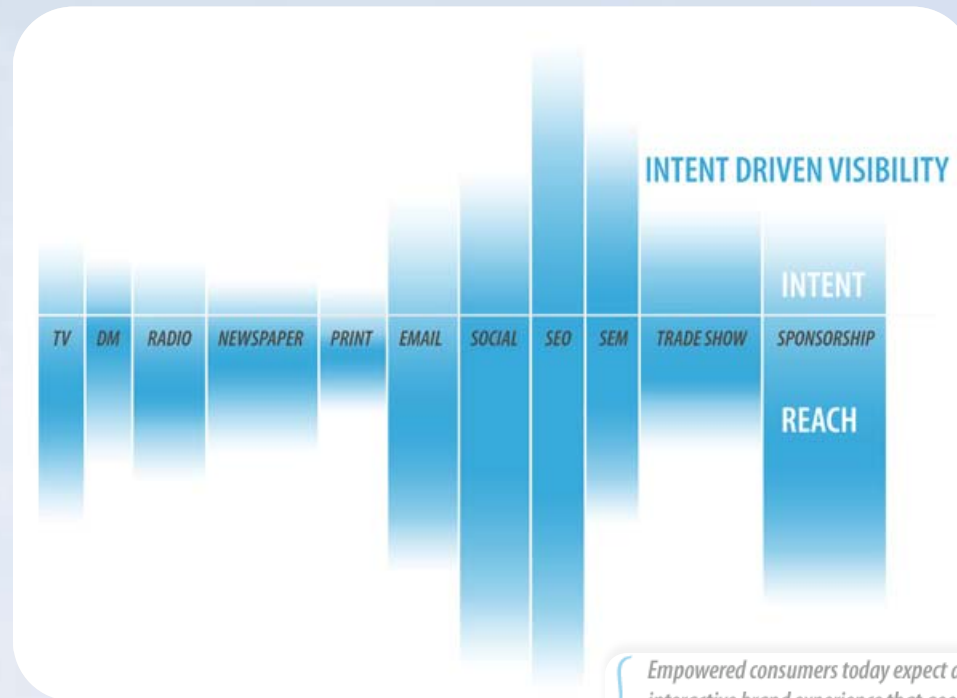 INTENT DRIVEN VISIBILITY
INTENT
TV DM RADIO NEWSPAPER PRINT EMAIL SOCIAL SEO SEM TRADE SHOW SPONSORSHIP
REACH
Empowered consumers today expect